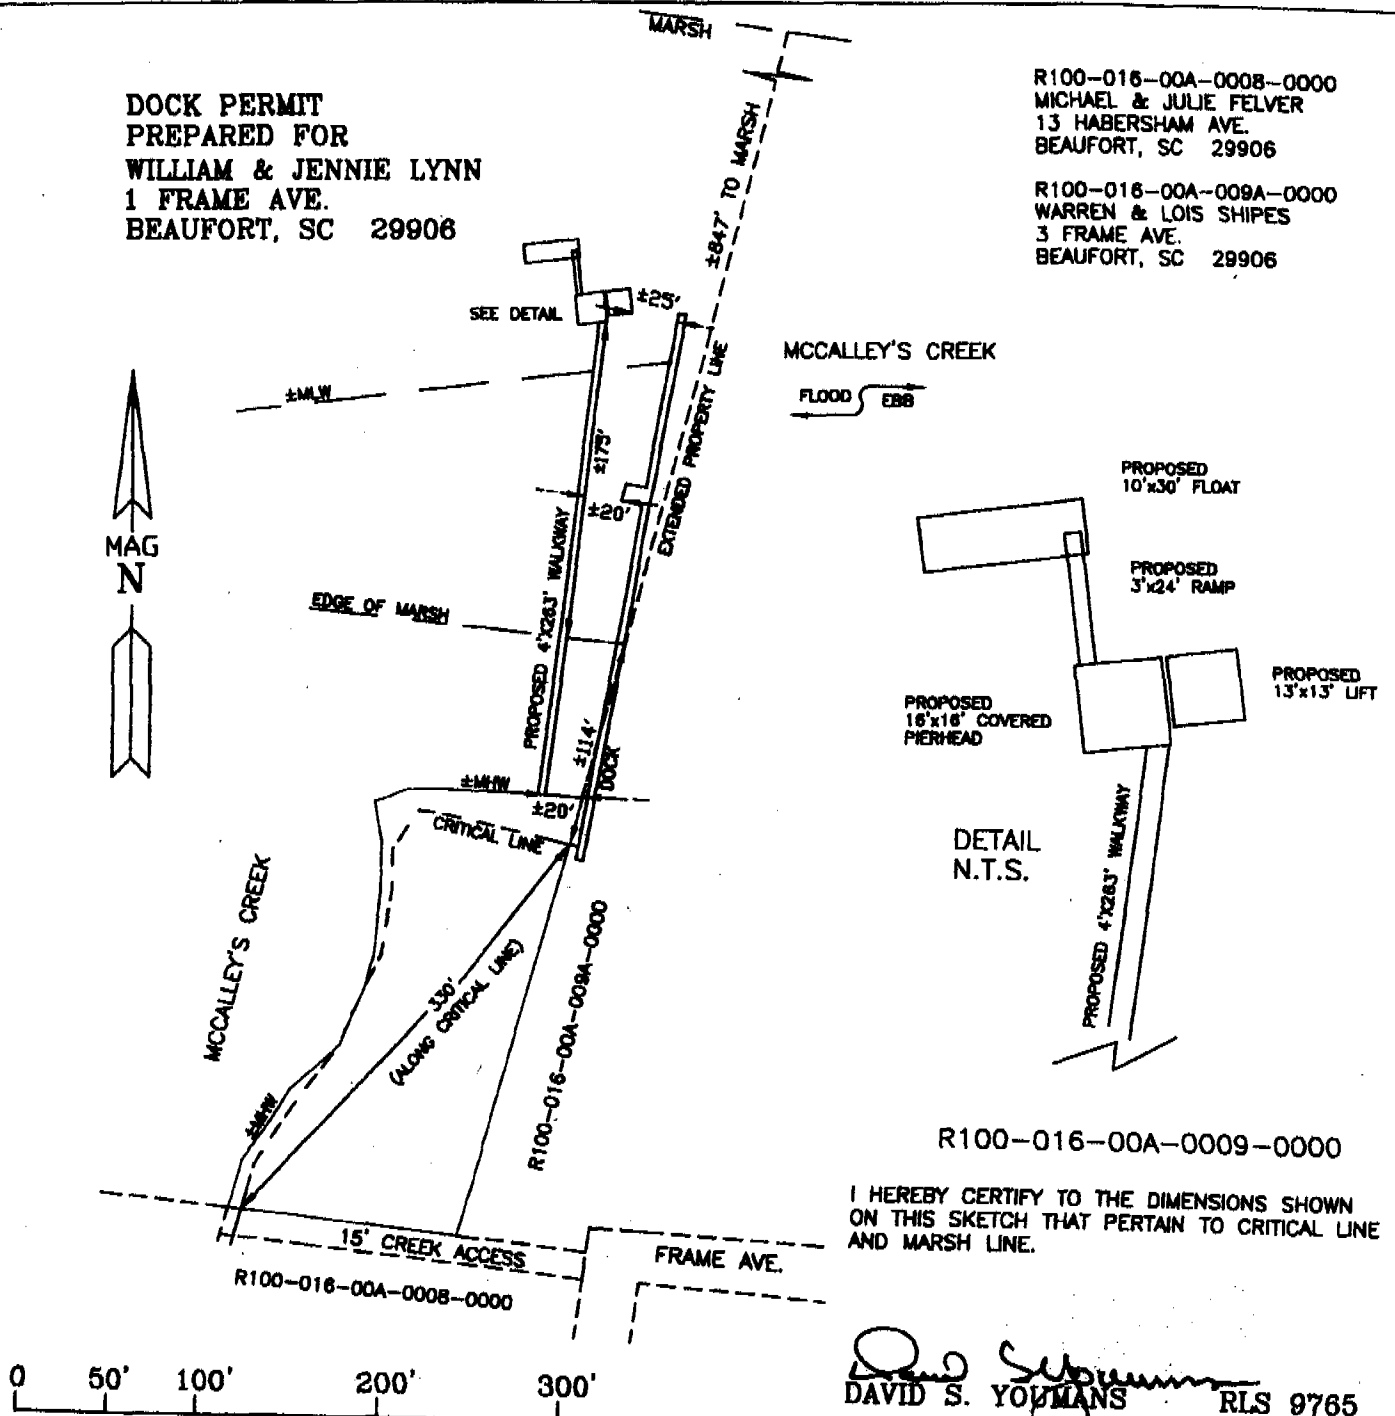 MARSH
DOCK PERMIT
PREPARED FOR
WILLIAM & JENNIE LYNN
1 FRAME AVE.
BEAUFORT, SC 29906
R100-016-00A-0008-0000
MICHAEL & JULIE FELVER
13 HABERSHAM AVE.
BEAUFORT, SC 29906
R100-016-00A-009A-0000
WARREN & LOIS SHIPES
3 FRAME AVE.
BEAUFORT, SC 29906
±847' TO MARSH
SEE DETAIL
±25'
MCCALLEY'S CREEK
FLOOD
EBB
±MLW
EXTENDED PROPERTY LINE
±175'
±20'
PROPOSED 4'X263' WALKWAY
EDGE OF MARSH
MAG
N
PROPOSED
10'x30' FLOAT
PROPOSED
3'x24' RAMP
PROPOSED
13'x13' LIFT
PROPOSED
16'x16' COVERED
PIERHEAD
PROPOSED 4'X263' WALKWAY
DETAIL
N.T.S.
±114'
DOCK
±MHW
±20'
CRITICAL LINE
MCCALLEY'S CREEK
330'
(ALONG CRITICAL LINE)
R100-016-00A-009A-0000
±MHW
R100-016-00A-0009-0000
I HEREBY CERTIFY TO THE DIMENSIONS SHOWN
ON THIS SKETCH THAT PERTAIN TO CRITICAL LINE
AND MARSH LINE.
15' CREEK ACCESS
FRAME AVE.
R100-016-00A-0008-0000
0 50' 100' 200' 300'
DAVID S. YOUMANS RLS 9765